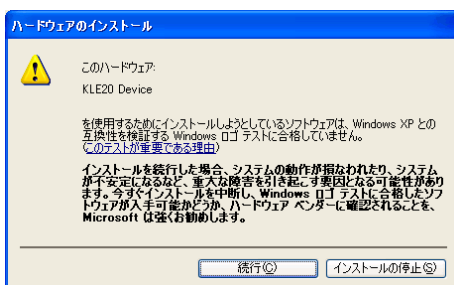 ハードウェアのインストール
このハードウェア:
KLE20 Device
を使用するためにインストールしようとしているソフトウェアは、Windows XP との
互換性を検証する Windows ロゴ テストに合格していません。
(このテストが重要である理由)
インストールを続行した場合、システムの動作が損なわれたり、システム
が不安定になるなど、重大な障害を引き起こす要因となる可能性があり
ます。今すぐインストールを中断し、Windows ロゴ テストに合格したソフ
トウェアが入手可能かどうか、ハードウェア ベンダーに確認されることを、
Microsoft は強くお勧めします。
続行(C)
インストールの停止(S)